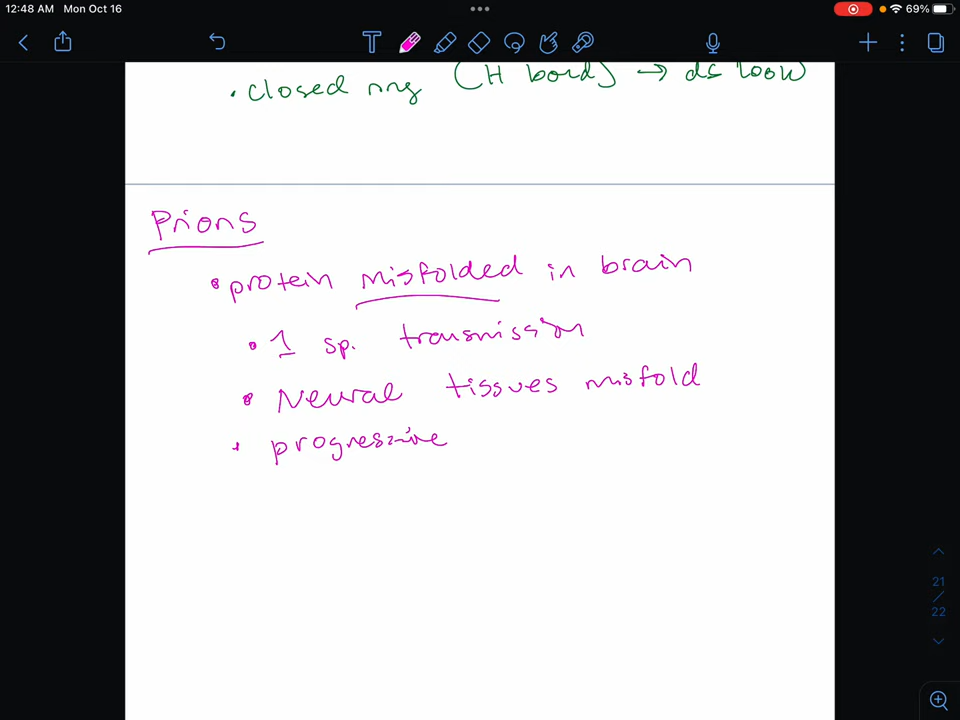 12:48 AM Mon Oct 16
69%
T
• closed ring (H bond) → ds look
Prions
• protein misfolded in brain
• 1 sp. transmission
• Neural tissues misfold
• progressive
21
/
22